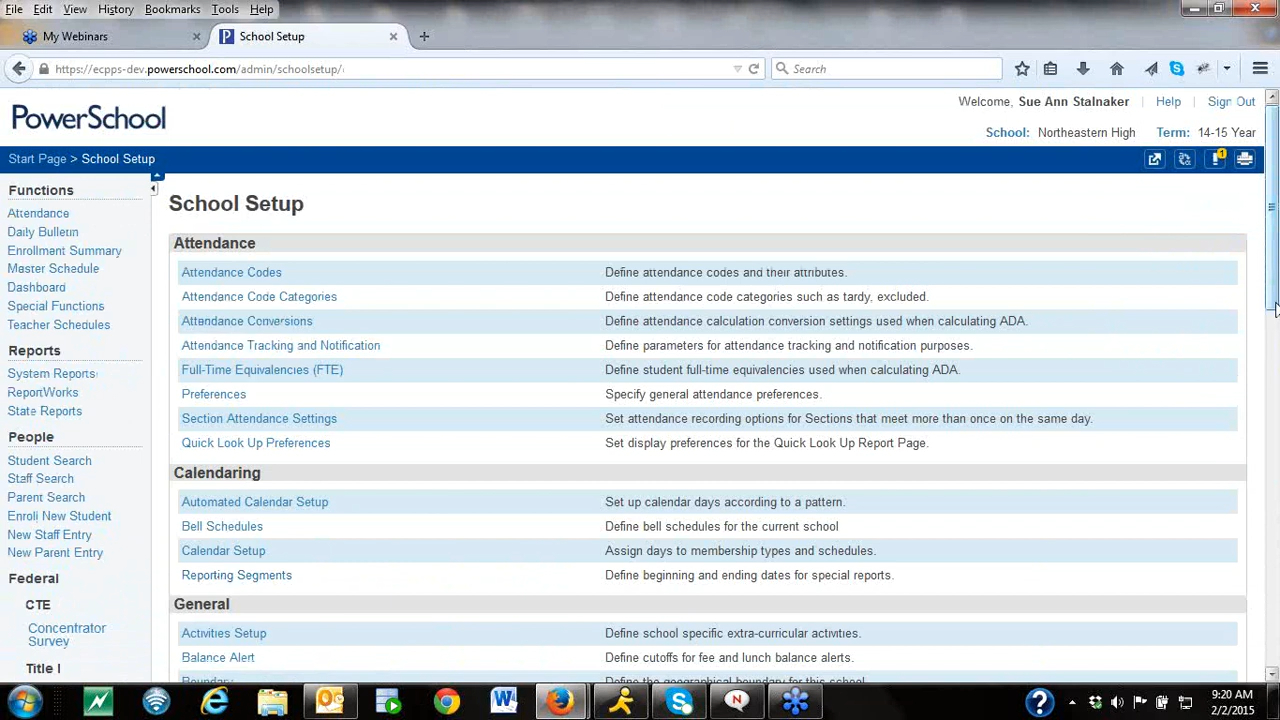 File Edit View History Bookmarks Tools Help
My Webinars School Setup
https://ecpps-dev.powerschool.com/admin/schoolsetup/ Search
PowerSchool
Welcome, Sue Ann Stalnaker Help Sign Out
School: Northeastern High Term: 14-15 Year
Start Page > School Setup
1
Functions
Attendance
Daily Bulletin
Enrollment Summary
Master Schedule
Dashboard
Special Functions
Teacher Schedules
Reports
System Reports
ReportWorks
State Reports
People
Student Search
Staff Search
Parent Search
Enroll New Student
New Staff Entry
New Parent Entry
Federal
CTE
Concentrator
Survey
Title I
School Setup
Attendance
Attendance Codes Define attendance codes and their attributes.
Attendance Code Categories Define attendance code categories such as tardy, excluded.
Attendance Conversions Define attendance calculation conversion settings used when calculating ADA.
Attendance Tracking and Notification Define parameters for attendance tracking and notification purposes.
Full-Time Equivalencies (FTE) Define student full-time equivalencies used when calculating ADA.
Preferences Specify general attendance preferences.
Section Attendance Settings Set attendance recording options for Sections that meet more than once on the same day.
Quick Look Up Preferences Set display preferences for the Quick Look Up Report Page.
Calendaring
Automated Calendar Setup Set up calendar days according to a pattern.
Bell Schedules Define bell schedules for the current school
Calendar Setup Assign days to membership types and schedules.
Reporting Segments Define beginning and ending dates for special reports.
General
Activities Setup Define school specific extra-curricular activities.
Balance Alert Define cutoffs for fee and lunch balance alerts.
Boundary Define the geographical boundary for this school
9:20 AM
2/2/2015